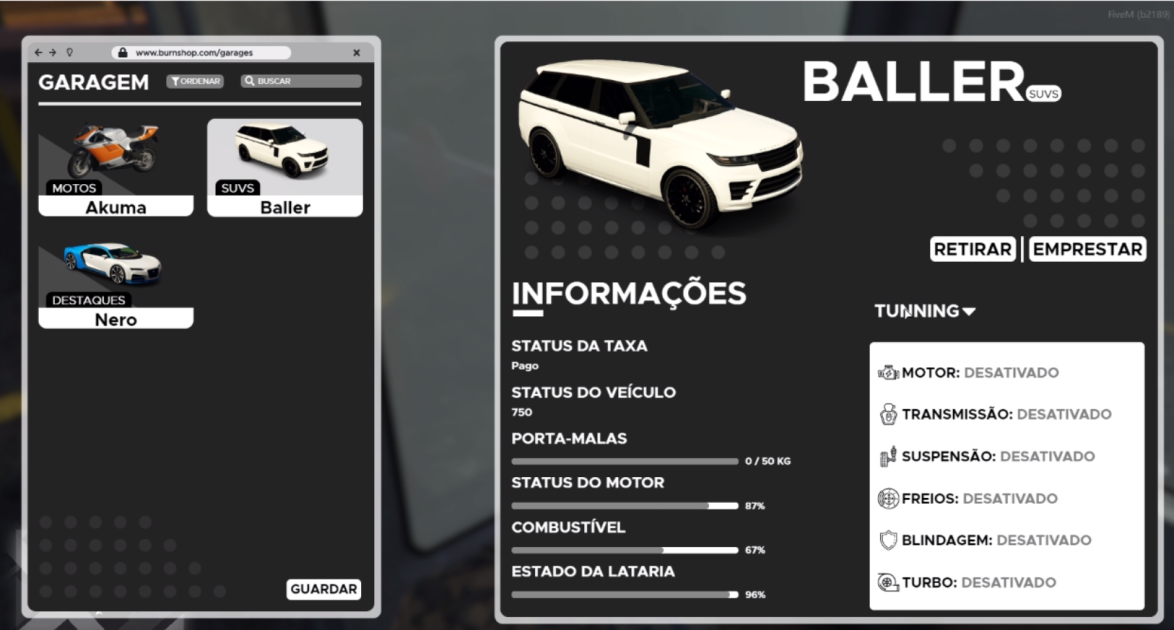 FiveM (b2189)
www.burnshop.com/garages
GARAGEM
ORDENAR
BUSCAR
MOTOS
Akuma
SUVS
Baller
DESTAQUES
Nero
GUARDAR
BALLER SUVS
RETIRAR | EMPRESTAR
INFORMAÇÕES
STATUS DA TAXA
Pago
STATUS DO VEÍCULO
750
PORTA-MALAS
0 / 50 KG
STATUS DO MOTOR
87%
COMBUSTÍVEL
67%
ESTADO DA LATARIA
96%
TUNNING
MOTOR: DESATIVADO
TRANSMISSÃO: DESATIVADO
SUSPENSÃO: DESATIVADO
FREIOS: DESATIVADO
BLINDAGEM: DESATIVADO
TURBO: DESATIVADO